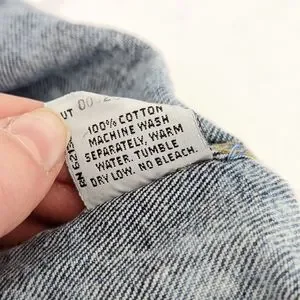 100% COTTON
MACHINE WASH
SEPARATELY, WARM
WATER. TUMBLE
DRY LOW. NO BLEACH.